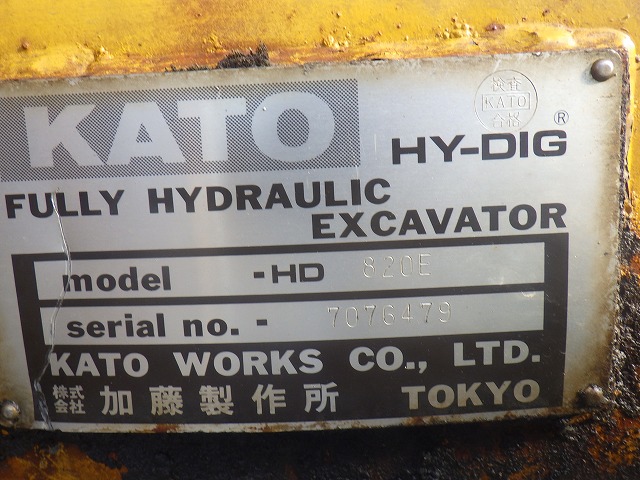 KATO
検査
KATO
合格
HY-DIG ®
FULLY HYDRAULIC
EXCAVATOR
model -HD 820E
serial no. - 7076479
KATO WORKS CO., LTD.
株式会社 加藤製作所 TOKYO